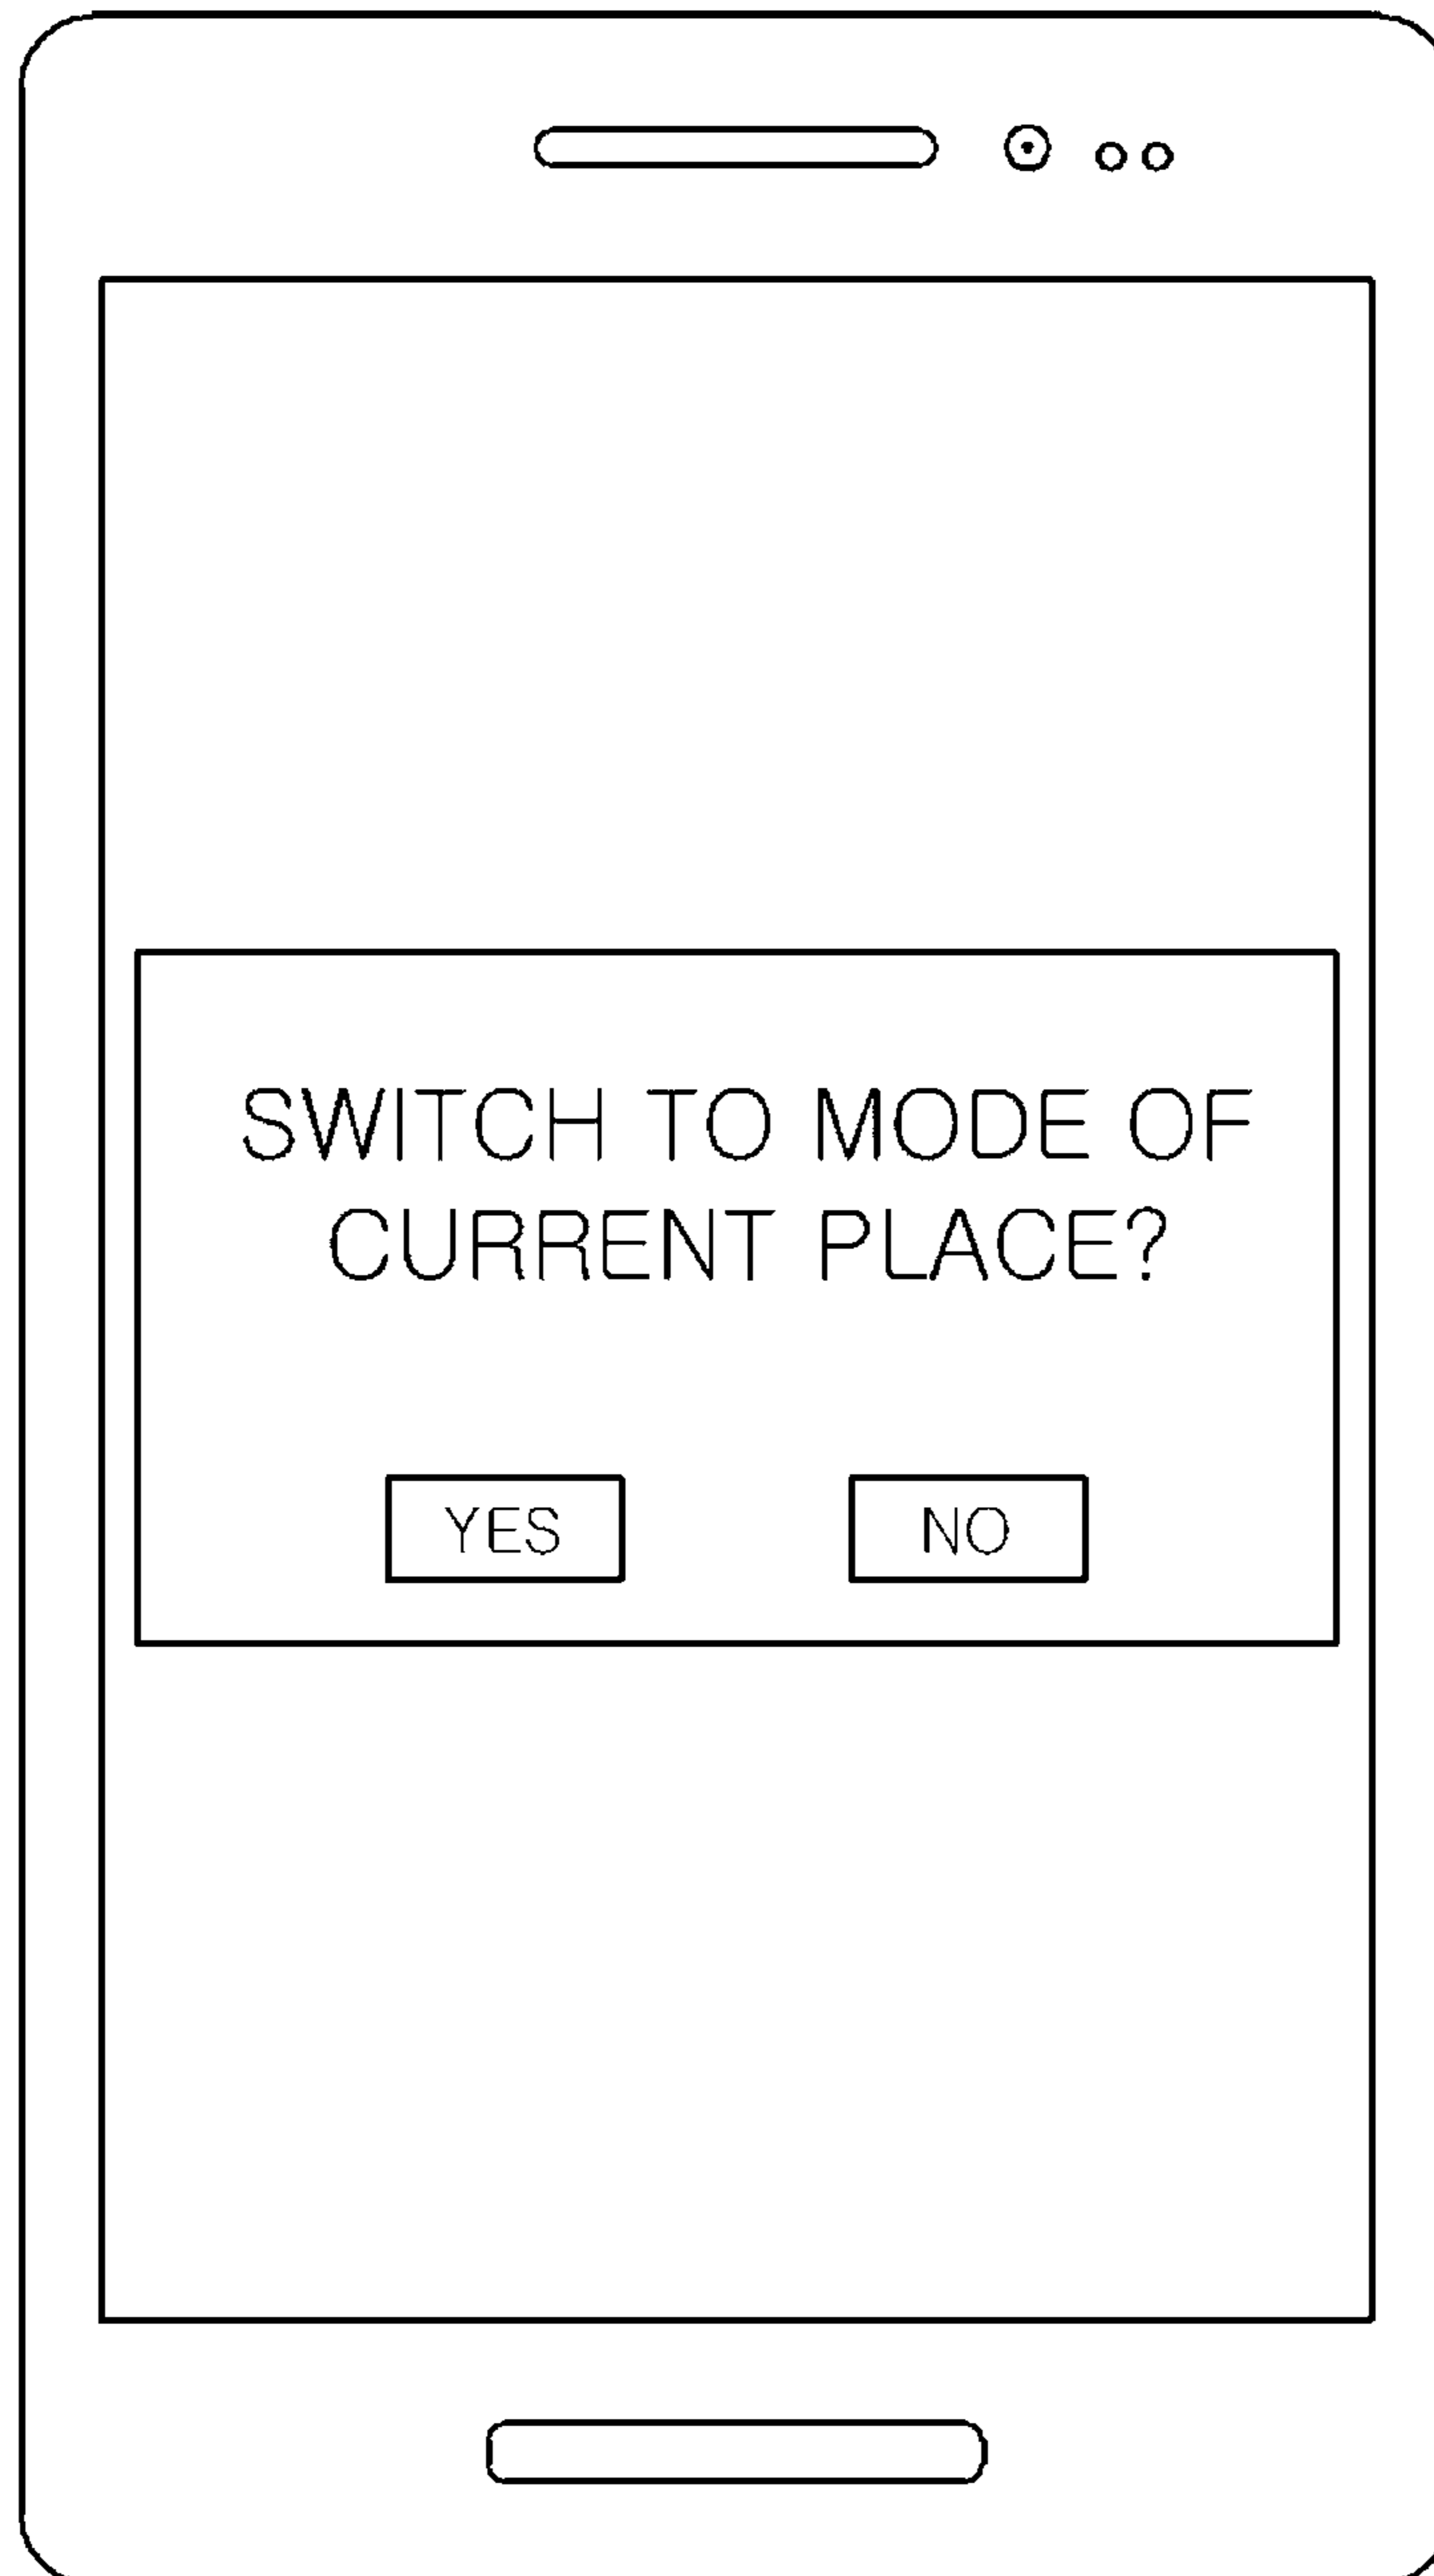 SWITCH TO MODE OF
CURRENT PLACE?
YES NO